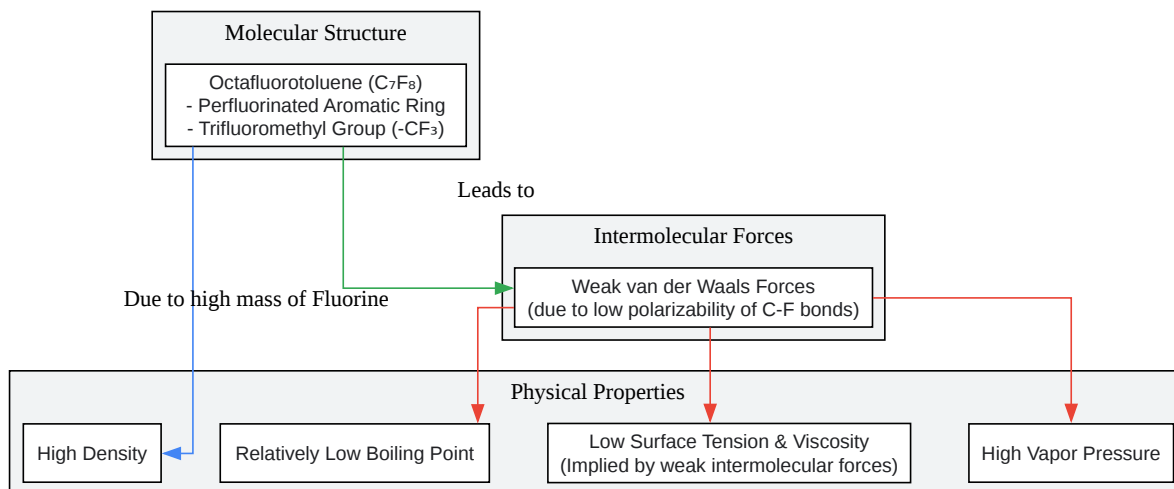 Molecular Structure
Octafluorotoluene (C₇F₈)
- Perfluorinated Aromatic Ring
- Trifluoromethyl Group (-CF₃)
Leads to
Intermolecular Forces
Weak van der Waals Forces
(due to low polarizability of C-F bonds)
Due to high mass of Fluorine
Physical Properties
High Density
Relatively Low Boiling Point
Low Surface Tension & Viscosity
(Implied by weak intermolecular forces)
High Vapor Pressure